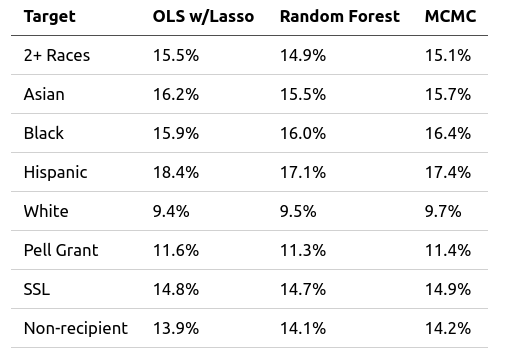 Target OLS w/Lasso Random Forest MCMC
2+ Races 15.5% 14.9% 15.1%
Asian 16.2% 15.5% 15.7%
Black 15.9% 16.0% 16.4%
Hispanic 18.4% 17.1% 17.4%
White 9.4% 9.5% 9.7%
Pell Grant 11.6% 11.3% 11.4%
SSL 14.8% 14.7% 14.9%
Non-recipient 13.9% 14.1% 14.2%